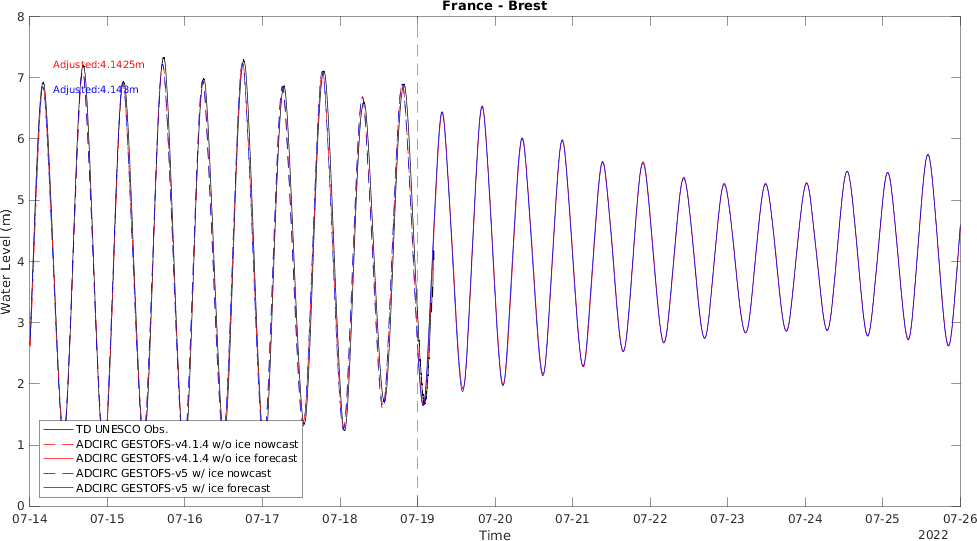 France - Brest
8
7
6
5
4
3
2
1
0
Water Level (m)
Adjusted:4.1425m
Adjusted:4.143m
TD UNESCO Obs.
ADCIRC GESTOFS-v4.1.4 w/o ice nowcast
ADCIRC GESTOFS-v4.1.4 w/o ice forecast
ADCIRC GESTOFS-v5 w/ ice nowcast
ADCIRC GESTOFS-v5 w/ ice forecast
07-14 07-15 07-16 07-17 07-18 07-19 07-20 07-21 07-22 07-23 07-24 07-25 07-26
Time
2022